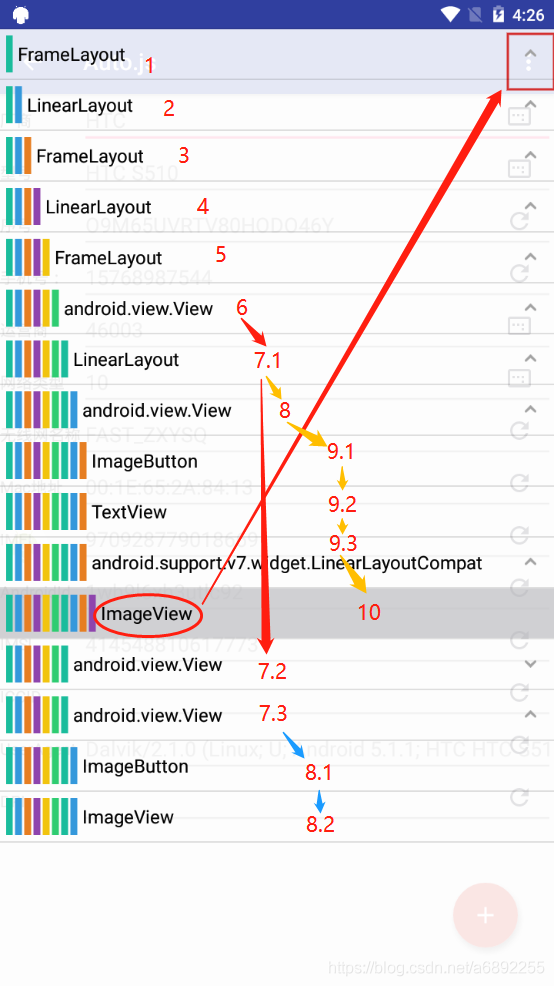 4:26
FrameLayout 1
Auto.js
LinearLayout 2
HTC
FrameLayout 3
HTC S510
LinearLayout 4
O9M65UVRTV80HODO46Y
FrameLayout 5
15768987544
android.view.View 6
46003
LinearLayout 7.1
10
android.view.View 8
FAST_ZXYSQ
ImageButton 9.1
00:1E:65:2A:84:13
TextView 9.2
9.3
android.support.v7.widget.LinearLayoutCompat
ImageView 10
android.view.View 7.2
android.view.View 7.3
Dalvik/2.1.0 (Linux; U; Android 5.1.1; HTC HTC S51
ImageButton 8.1
ImageView 8.2
+
https://blog.csdn.net/a6892255